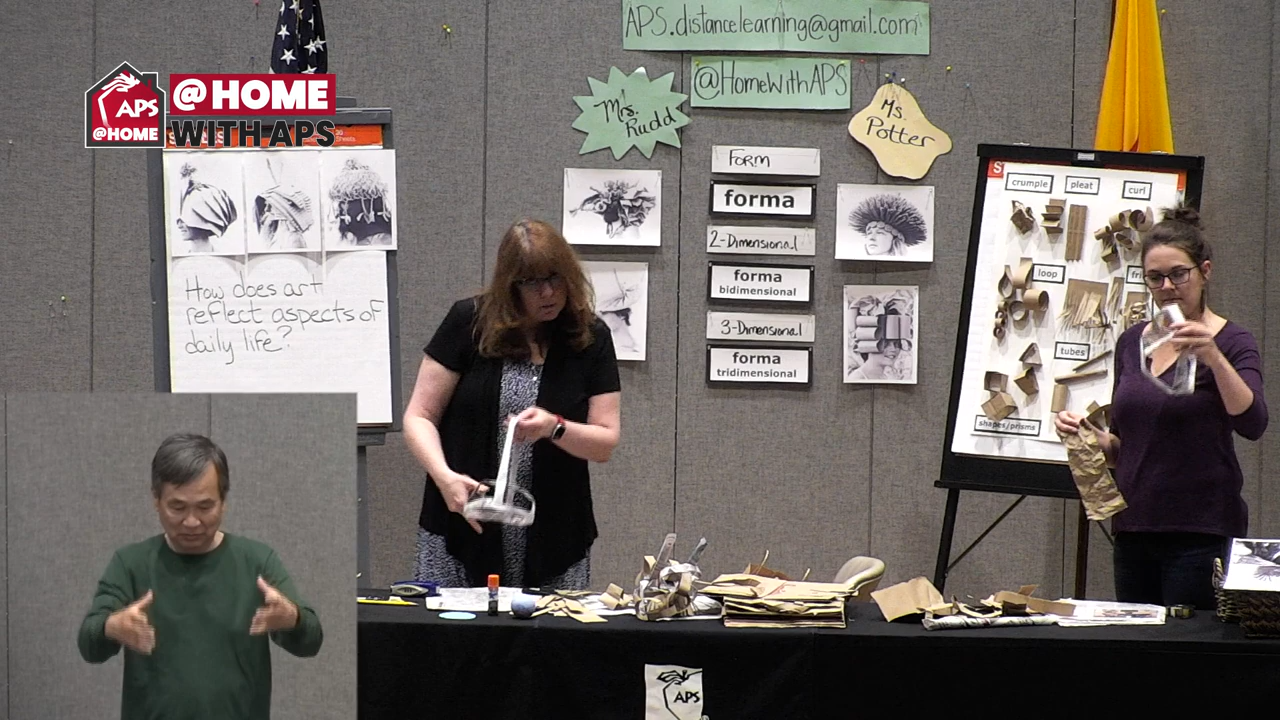 APS.distancelearning@gmail.com
@HomeWithAPS
APS
@HOME
@HOME
WITH APS
Mrs.
Rudd
Ms.
Potter
Form
forma
2-Dimensional
forma
bidimensional
3-Dimensional
forma
tridimensional
How does art
reflect aspects of
daily life?
crumple
pleat
curl
loop
tubes
shapes/prisms
APS